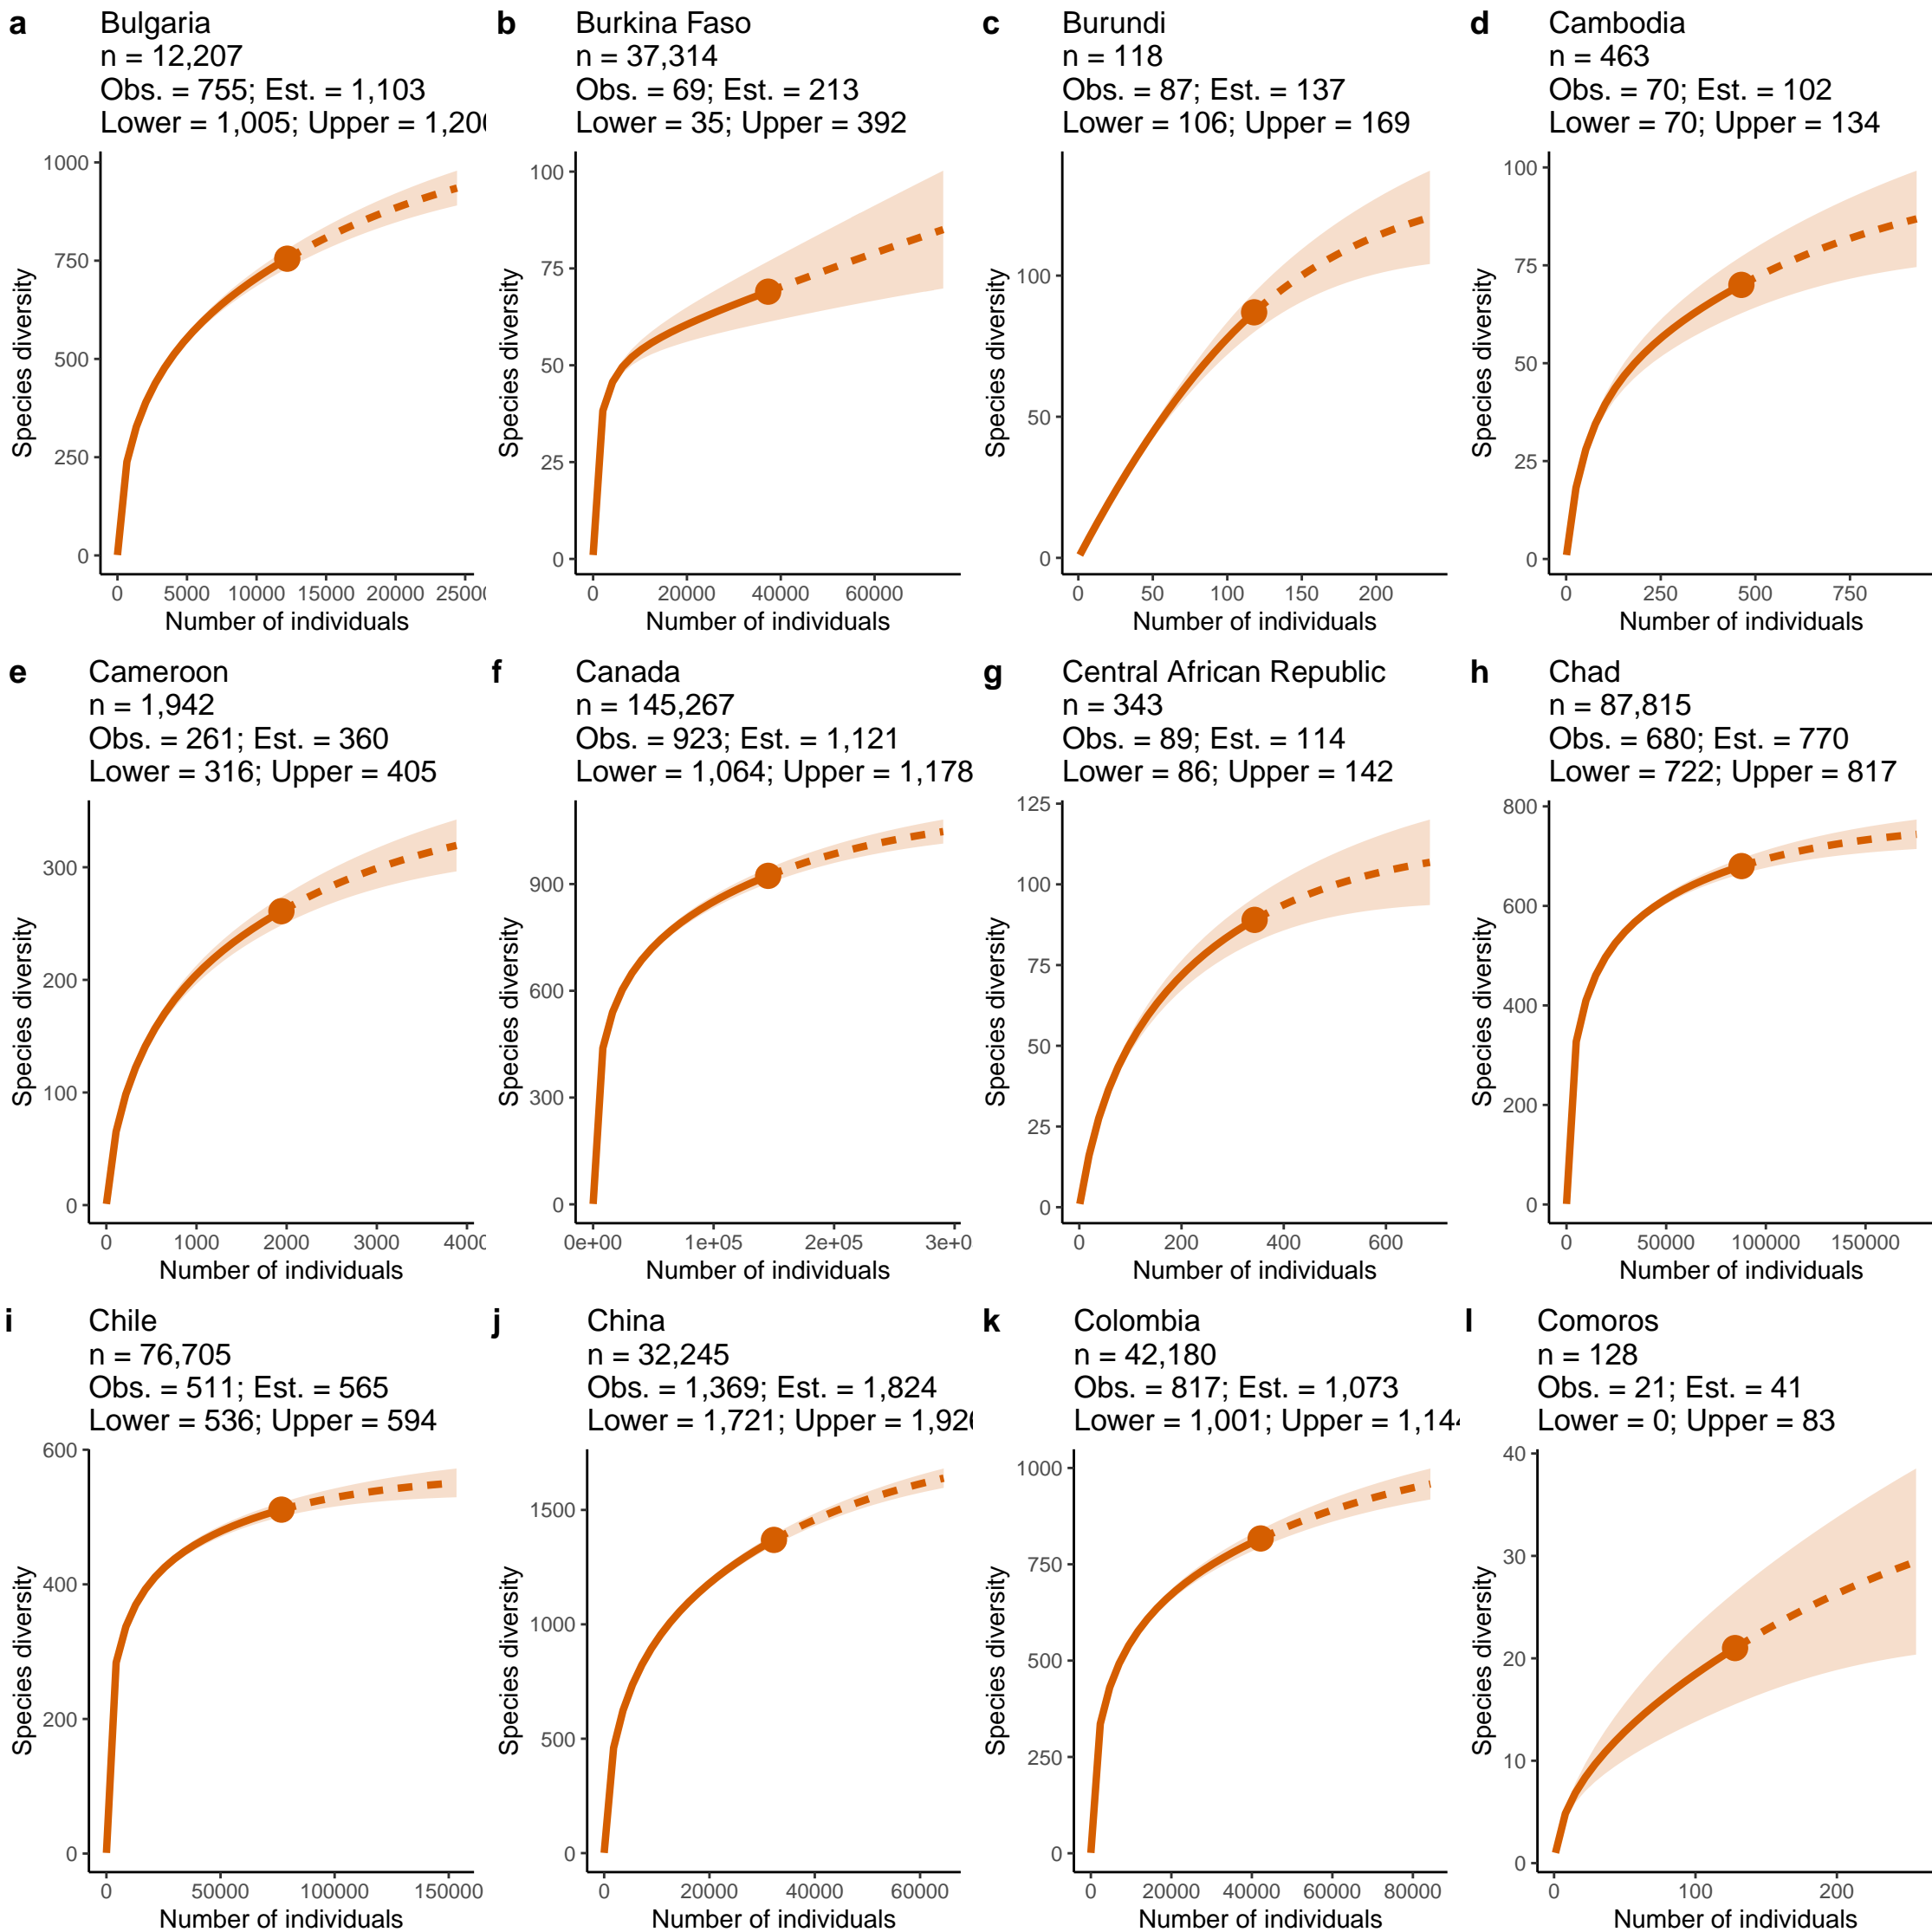 a Bulgaria
n = 12,207
Obs. = 755; Est. = 1,103
Lower = 1,005; Upper = 1,20
Species diversity
1000
750
500
250
0
0 5000 10000 15000 20000 25000
Number of individuals
b Burkina Faso
n = 37,314
Obs. = 69; Est. = 213
Lower = 35; Upper = 392
Species diversity
100
75
50
25
0
0 20000 40000 60000
Number of individuals
c Burundi
n = 118
Obs. = 87; Est. = 137
Lower = 106; Upper = 169
Species diversity
100
50
0
0 50 100 150 200
Number of individuals
d Cambodia
n = 463
Obs. = 70; Est. = 102
Lower = 70; Upper = 134
Species diversity
100
75
50
25
0
0 250 500 750
Number of individuals
e Cameroon
n = 1,942
Obs. = 261; Est. = 360
Lower = 316; Upper = 405
Species diversity
300
200
100
0
0 1000 2000 3000 4000
Number of individuals
f Canada
n = 145,267
Obs. = 923; Est. = 1,121
Lower = 1,064; Upper = 1,178
Species diversity
900
600
300
0
0e+00 1e+05 2e+05 3e+0
Number of individuals
g Central African Republic
n = 343
Obs. = 89; Est. = 114
Lower = 86; Upper = 142
Species diversity
125
100
75
50
25
0
0 200 400 600
Number of individuals
h Chad
n = 87,815
Obs. = 680; Est. = 770
Lower = 722; Upper = 817
Species diversity
800
600
400
200
0
0 50000 100000 150000
Number of individuals
i Chile
n = 76,705
Obs. = 511; Est. = 565
Lower = 536; Upper = 594
Species diversity
600
400
200
0
0 50000 100000 150000
Number of individuals
j China
n = 32,245
Obs. = 1,369; Est. = 1,824
Lower = 1,721; Upper = 1,92
Species diversity
1500
1000
500
0
0 20000 40000 60000
Number of individuals
k Colombia
n = 42,180
Obs. = 817; Est. = 1,073
Lower = 1,001; Upper = 1,14
Species diversity
1000
750
500
250
0
0 20000 40000 60000 80000
Number of individuals
l Comoros
n = 128
Obs. = 21; Est. = 41
Lower = 0; Upper = 83
Species diversity
40
30
20
10
0
0 100 200
Number of individuals